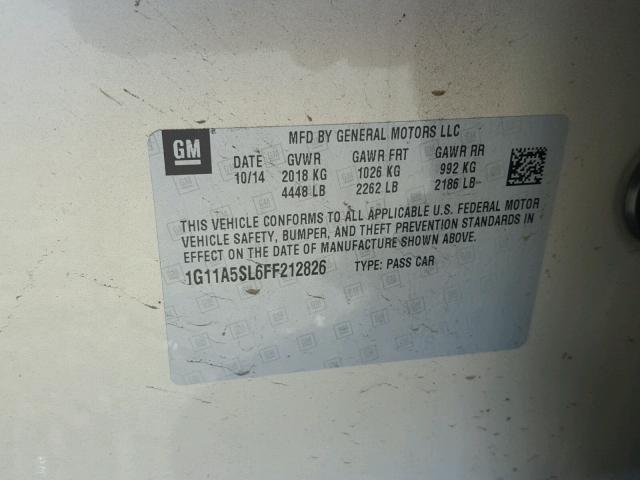 GM
MFD BY GENERAL MOTORS LLC
DATE GVWR GAWR FRT GAWR RR
10/14 2018 KG 1026 KG 992 KG
4448 LB 2262 LB 2186 LB
THIS VEHICLE CONFORMS TO ALL APPLICABLE U.S. FEDERAL MOTOR
VEHICLE SAFETY, BUMPER, AND THEFT PREVENTION STANDARDS IN
EFFECT ON THE DATE OF MANUFACTURE SHOWN ABOVE.
1G11A5SL6FF212826 TYPE: PASS CAR